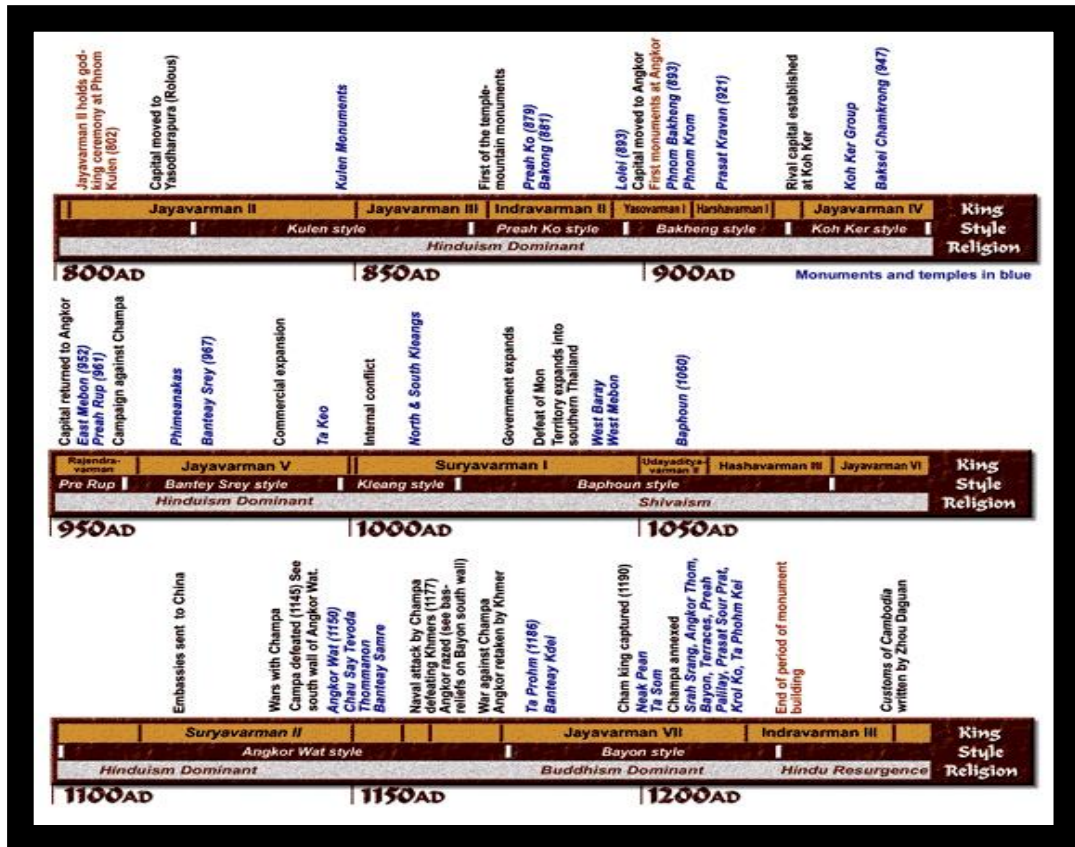 Jayavarman II holds god-
king ceremony at Phnom
Kulen (802)
Capital moved to
Yasodharapura (Rolous)
Kulen Monuments
First of the temple-
mountain monuments
Preah Ko (879)
Bakong (881)
Lolei (893)
Capital moved to Angkor
First monuments at Angkor
Phnom Bakheng (893)
Phnom Krom
Prasat Kravan (921)
Rival capital established
at Koh Ker
Koh Ker Group
Baksei Chamkrong (947)
Jayavarman II
Jayavarman III
Indravarman II
Yasovarman I
Harshavarman I
Jayavarman IV
King
Kulen style
Preah Ko style
Bakheng style
Koh Ker style
Style
Hinduism Dominant
Religion
800AD
850AD
900AD
Monuments and temples in blue
Capital returned to Angkor
East Mebon (952)
Preah Rup (961)
Campaign against Champa
Phimeanakas
Banteay Srey (967)
Commercial expansion
Ta Keo
Internal conflict
North & South Kleangs
Government expands
Defeat of Mon
Territory expands into
southern Thailand
West Baray
West Mebon
Baphoun (1060)
Rajendra-
varman
Jayavarman V
Suryavarman I
Udayaditya-
varman II
Hashavarman III
Jayavarman VI
King
Pre Rup
Bantey Srey style
Kleang style
Baphoun style
Style
Hinduism Dominant
Shivaism
Religion
950AD
1000AD
1050AD
Embassies sent to China
Wars with Champa
Campa defeated (1145) See
south wall of Angkor Wat.
Angkor Wat (1150)
Chau Say Tevoda
Thommanon
Banteay Samre
Naval attack by Champa
defeating Khmers (1177)
Angkor razed (see bas-
reliefs on Bayon south wall)
War against Champa
Angkor retaken by Khmer
Ta Prohm (1186)
Banteay Kdei
Cham king captured (1190)
Neak Pean
Ta Som
Champa annexed
Srah Srang, Angkor Thom,
Bayon, Terraces, Preah
Palilay, Prasat Sour Prat,
Krol Ko, Ta Phohm Kei
End of period of monument
building
Customs of Cambodia
written by Zhou Daguan
Suryavarman II
Jayavarman VII
Indravarman III
King
Angkor Wat style
Bayon style
Style
Hinduism Dominant
Buddhism Dominant
Hindu Resurgence
Religion
1100AD
1150AD
1200AD